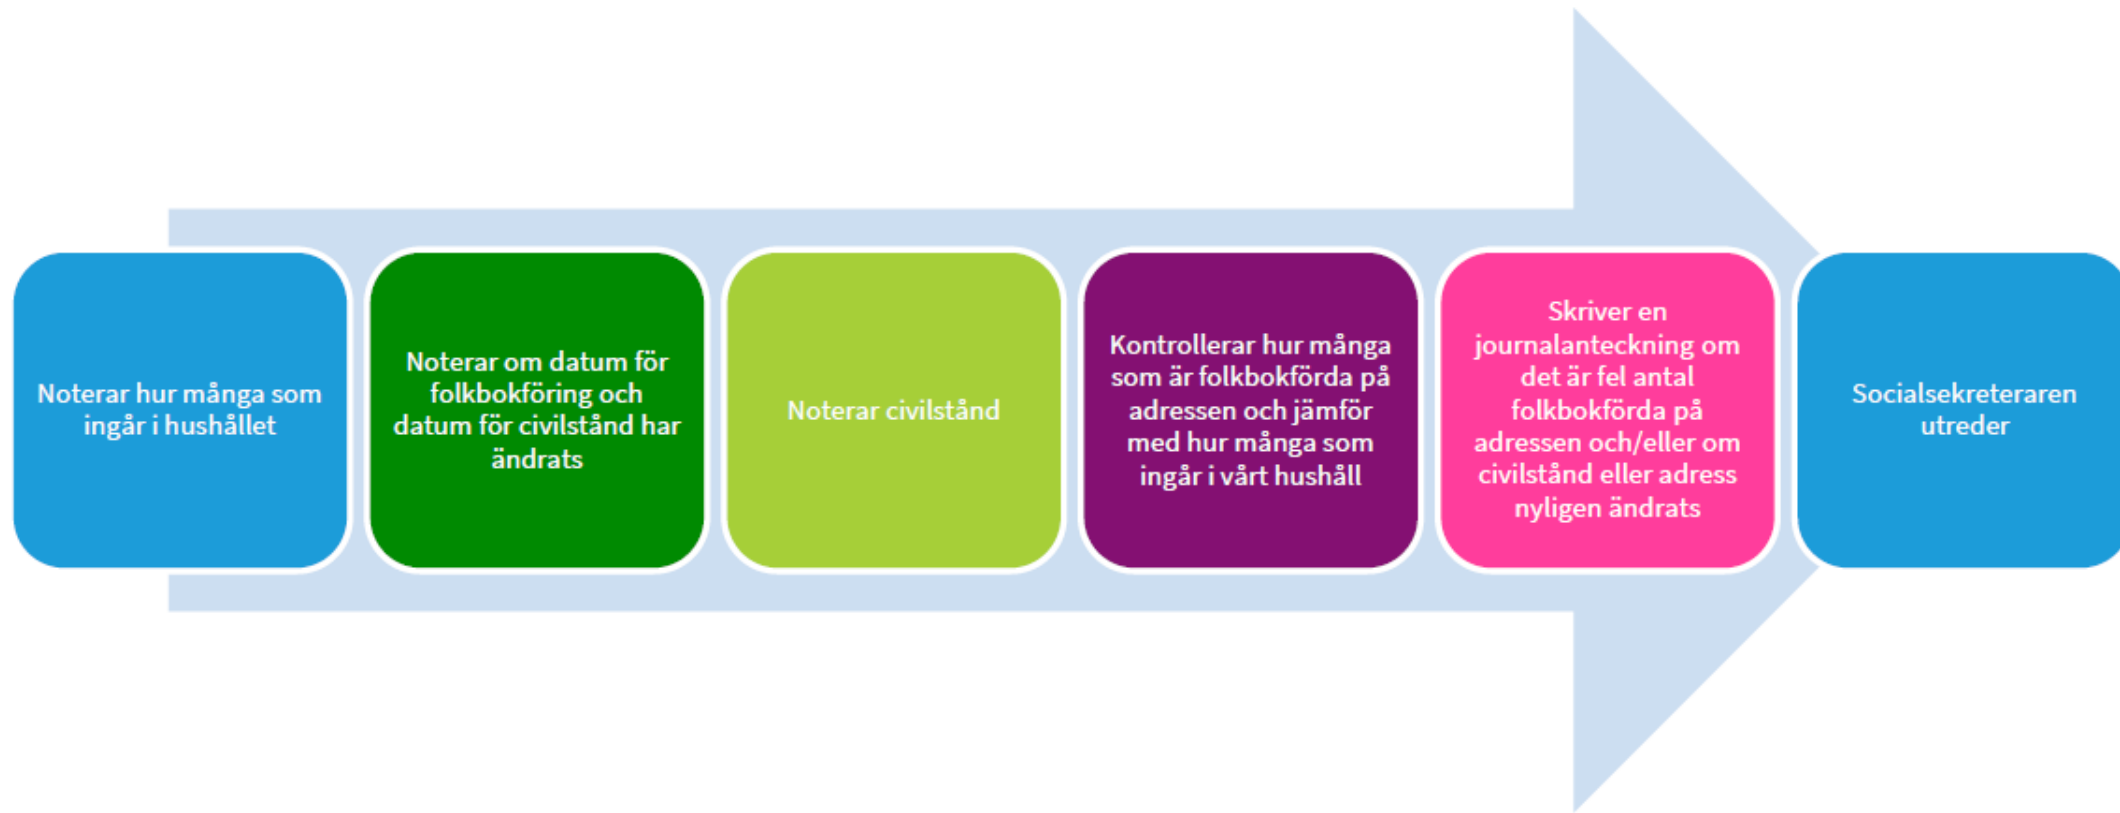 Noterar hur många som
ingår i hushållet
Noterar om datum för
folkbokföring och
datum för civilstånd har
ändrats
Noterar civilstånd
Kontrollerar hur många
som är folkbokförda på
adressen och jämför
med hur många som
ingår i vårt hushåll
Skriver en
journalanteckning om
det är fel antal
folkbokförda på
adressen och/eller om
civilstånd eller adress
nyligen ändrats
Socialsekreteraren
utreder